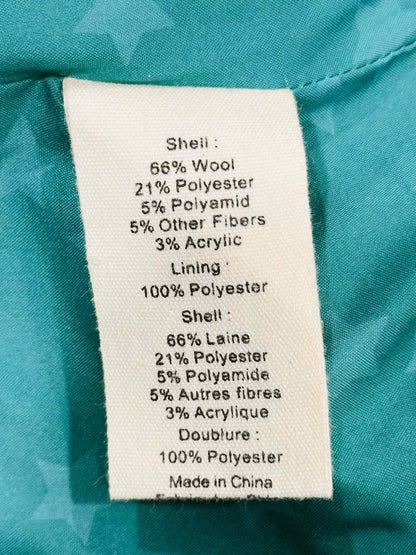 Shell :
66% Wool
21% Polyester
5% Polyamid
5% Other Fibers
3% Acrylic
Lining :
100% Polyester
Shell :
66% Laine
21% Polyester
5% Polyamide
5% Autres fibres
3% Acrylique
Doublure :
100% Polyester
Made in China